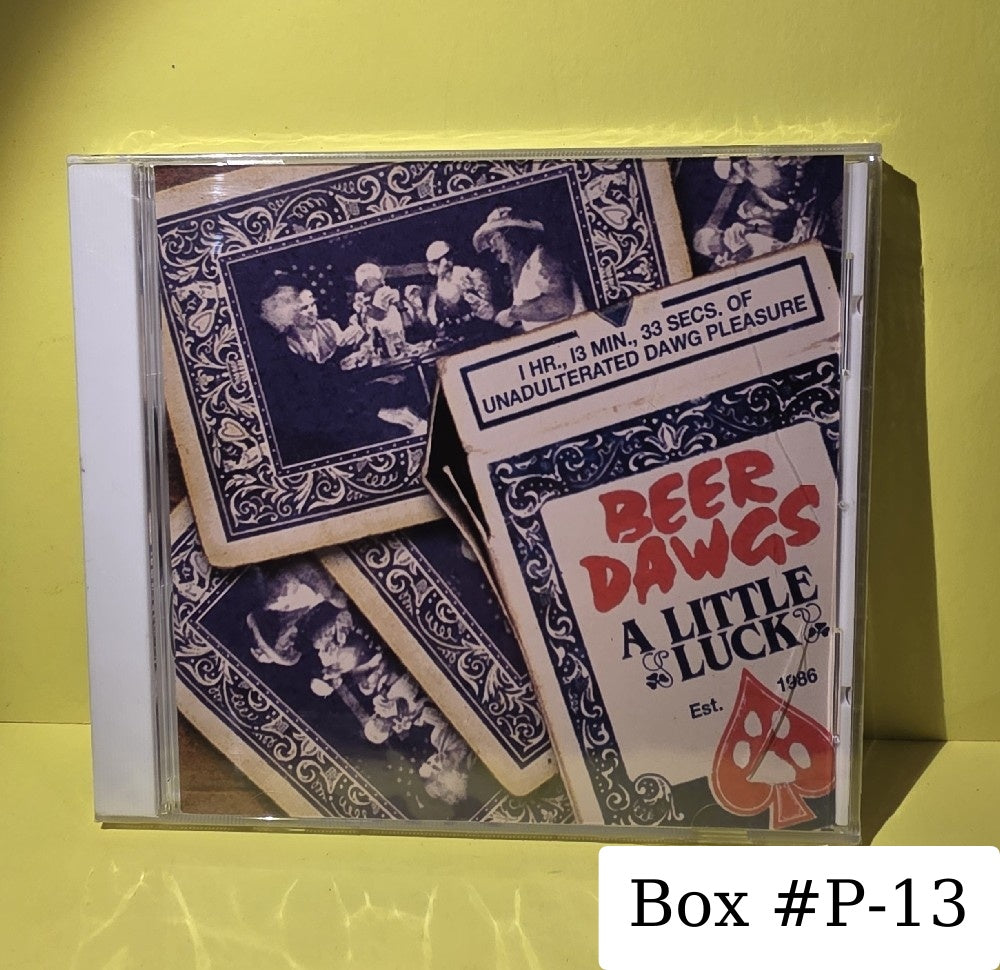 1 HR., 13 MIN., 33 SECS. OF
UNADULTERATED DAWG PLEASURE
BEER
DAWGS
A LITTLE
LUCK
Est. 1986
Box #P-13